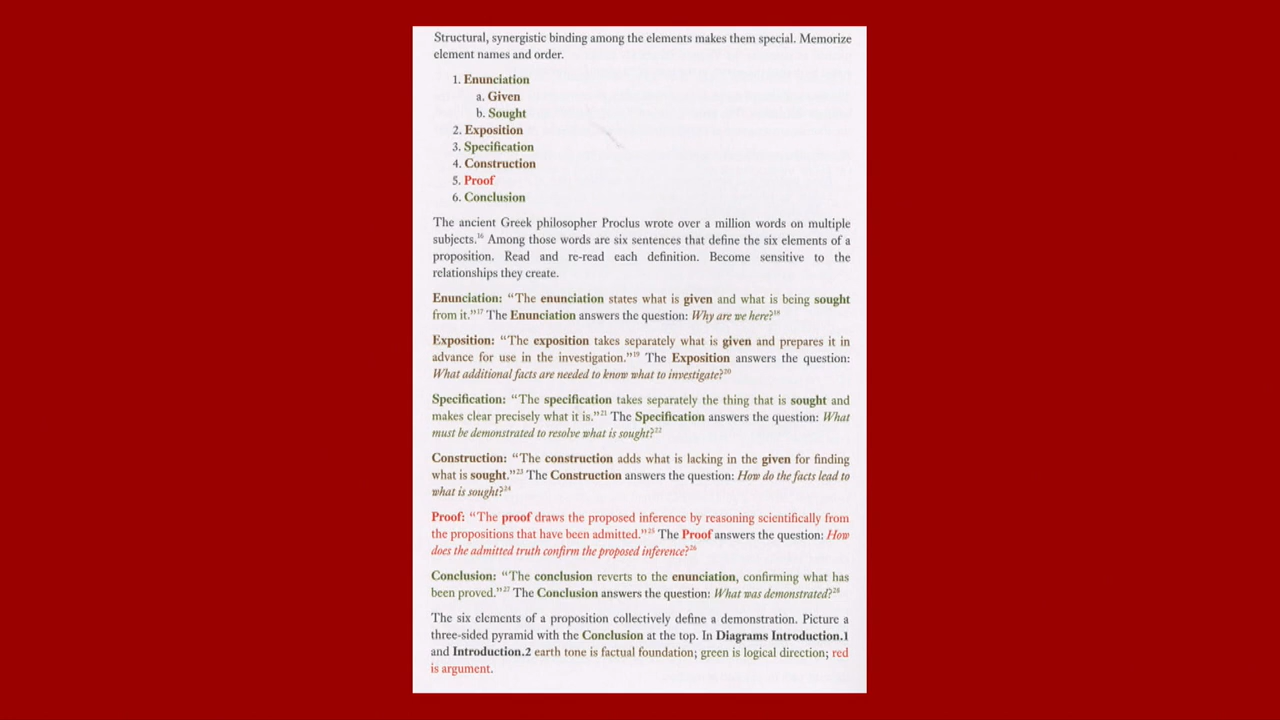 Structural, synergistic binding among the elements makes them special. Memorize
element names and order.
1. Enunciation
a. Given
b. Sought
2. Exposition
3. Specification
4. Construction
5. Proof
6. Conclusion
The ancient Greek philosopher Proclus wrote over a million words on multiple
subjects.16 Among those words are six sentences that define the six elements of a
proposition. Read and re-read each definition. Become sensitive to the
relationships they create.
Enunciation: “The enunciation states what is given and what is being sought
from it.”17 The Enunciation answers the question: Why are we here?18
Exposition: “The exposition takes separately what is given and prepares it in
advance for use in the investigation.”19 The Exposition answers the question:
What additional facts are needed to know what to investigate?20
Specification: “The specification takes separately the thing that is sought and
makes clear precisely what it is.”21 The Specification answers the question: What
must be demonstrated to resolve what is sought?22
Construction: “The construction adds what is lacking in the given for finding
what is sought.”23 The Construction answers the question: How do the facts lead to
what is sought?24
Proof: “The proof draws the proposed inference by reasoning scientifically from
the propositions that have been admitted.”25 The Proof answers the question: How
does the admitted truth confirm the proposed inference?26
Conclusion: “The conclusion reverts to the enunciation, confirming what has
been proved.”27 The Conclusion answers the question: What was demonstrated?28
The six elements of a proposition collectively define a demonstration. Picture a
three-sided pyramid with the Conclusion at the top. In Diagrams Introduction.1
and Introduction.2 earth tone is factual foundation; green is logical direction; red
is argument.